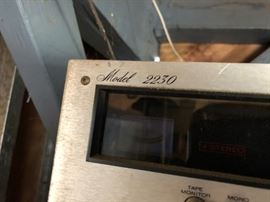 Model 2230
STEREO
TAPE
MONITOR
MONO